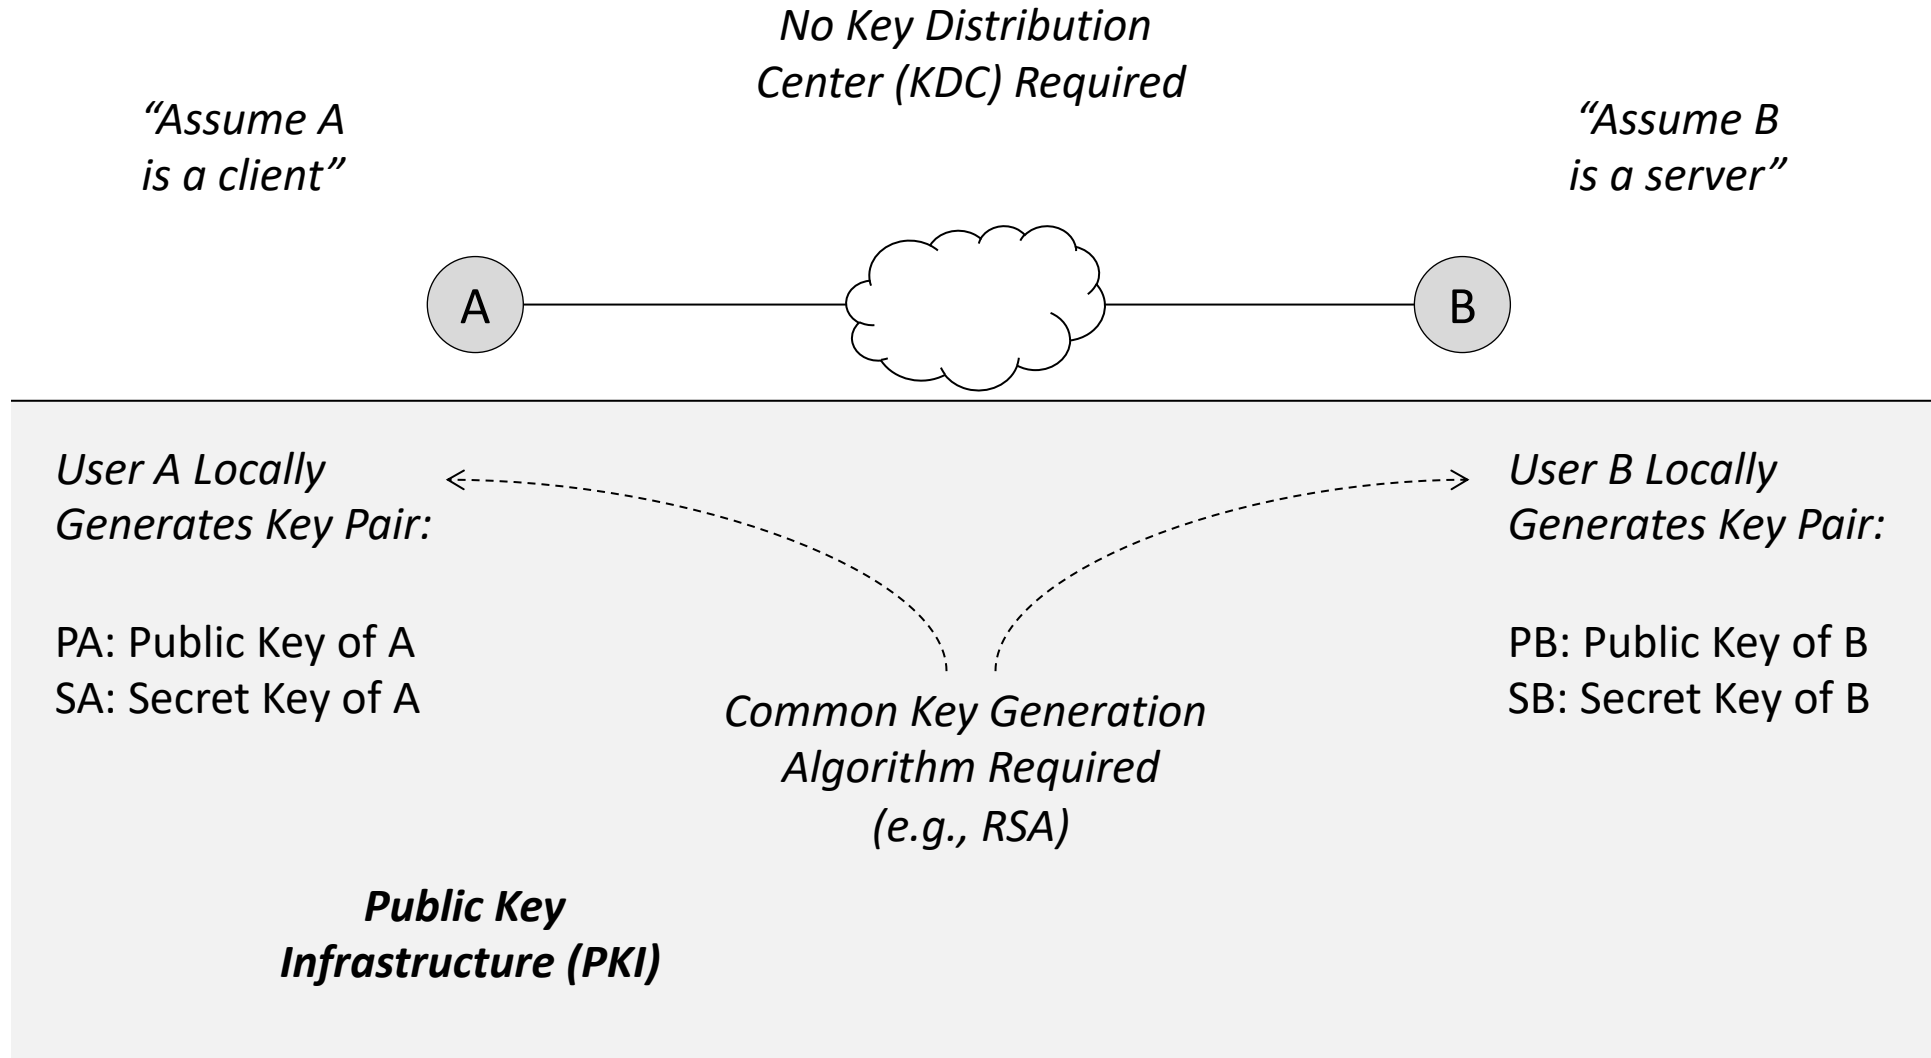 No Key Distribution
Center (KDC) Required
“Assume A
is a client”
“Assume B
is a server”
A
B
User A Locally
Generates Key Pair:
PA: Public Key of A
SA: Secret Key of A
User B Locally
Generates Key Pair:
PB: Public Key of B
SB: Secret Key of B
Common Key Generation
Algorithm Required
(e.g., RSA)
Public Key
Infrastructure (PKI)